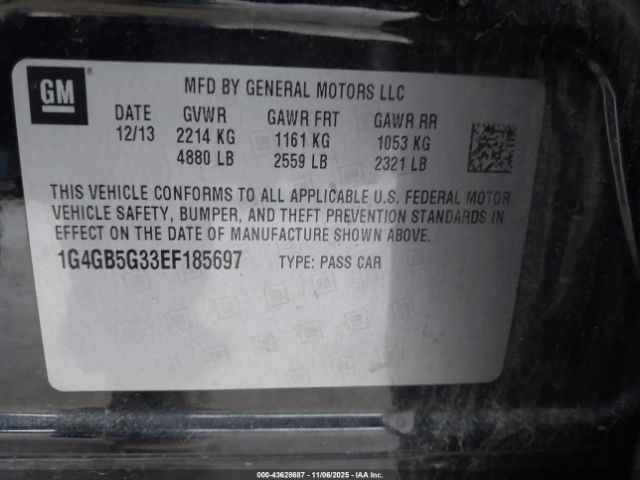 GM
MFD BY GENERAL MOTORS LLC
DATE GVWR GAWR FRT GAWR RR
12/13 2214 KG 1161 KG 1053 KG
4880 LB 2559 LB 2321 LB
THIS VEHICLE CONFORMS TO ALL APPLICABLE U.S. FEDERAL MOTOR
VEHICLE SAFETY, BUMPER, AND THEFT PREVENTION STANDARDS IN
EFFECT ON THE DATE OF MANUFACTURE SHOWN ABOVE.
1G4GB5G33EF185697 TYPE: PASS CAR
© - 43628687 - 11/06/2025 - IAA Inc.